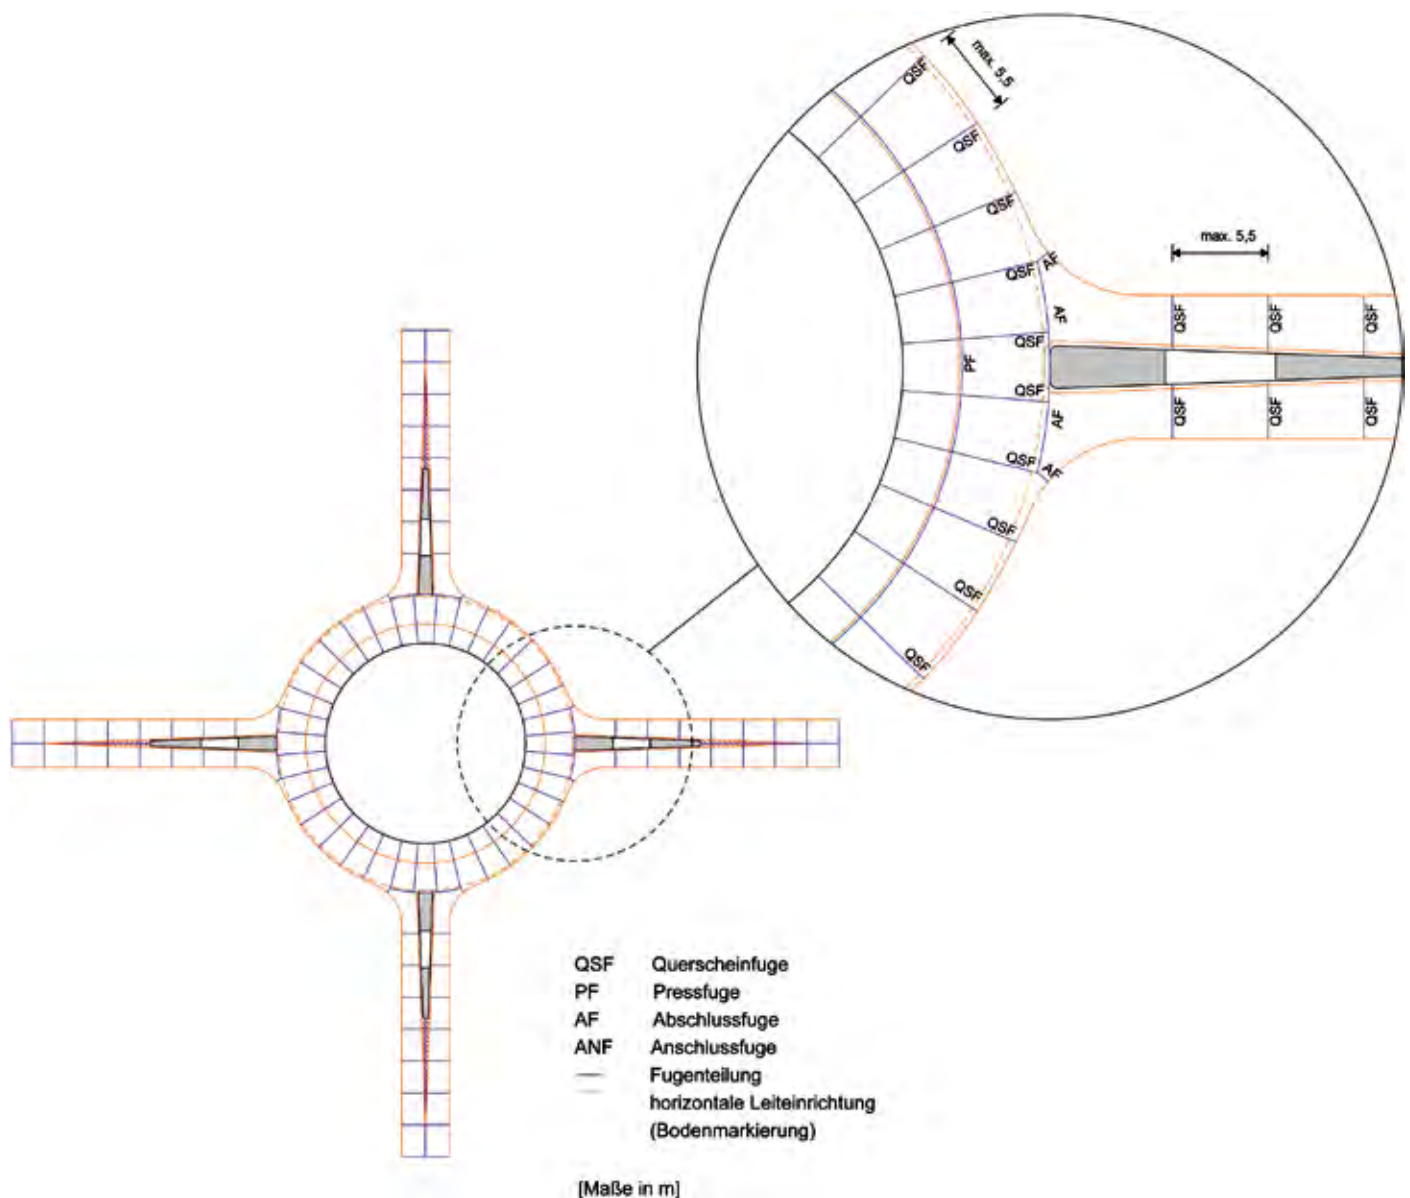 max. 5,5
QSF
QSF
QSF
QSF
AF
AF
QSF
PF
QSF
AF
QSF
AF
QSF
QSF
QSF
max. 5,5
QSF
QSF
QSF
QSF
QSF
QSF
QSF Querscheinfuge
PF Pressfuge
AF Abschlussfuge
ANF Anschlussfuge
Fugenteilung
horizontale Leiteinrichtung
(Bodenmarkierung)
[Maße in m]